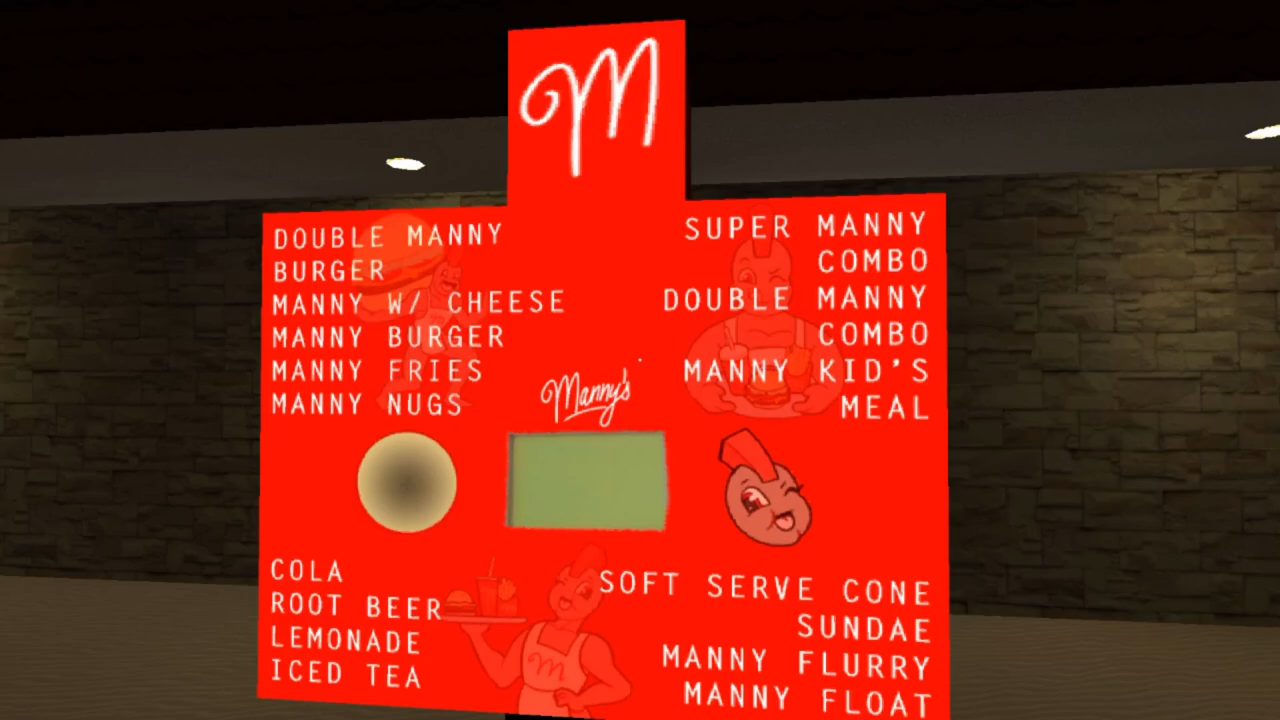 M
DOUBLE MANNY
BURGER
MANNY W/ CHEESE
MANNY BURGER
MANNY FRIES
MANNY NUGS
SUPER MANNY
COMBO
DOUBLE MANNY
COMBO
MANNY KID'S
MEAL
Manny's
COLA
ROOT BEER
LEMONADE
ICED TEA
M
SOFT SERVE CONE
SUNDAE
MANNY FLURRY
MANNY FLOAT